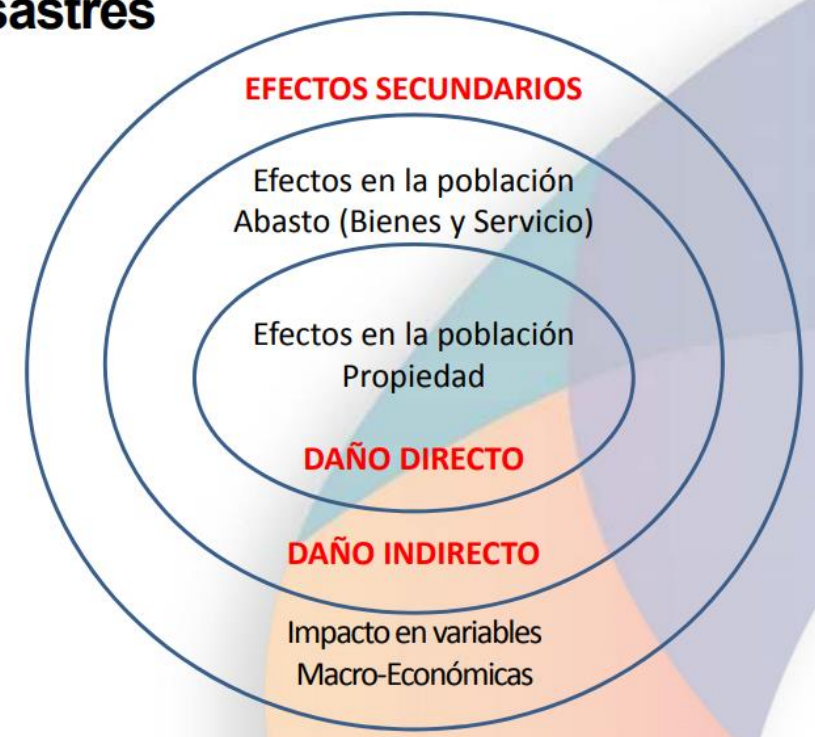 sastres
EFECTOS SECUNDARIOS
Efectos en la población
Abasto (Bienes y Servicio)
Efectos en la población
Propiedad
DAÑO DIRECTO
DAÑO INDIRECTO
Impacto en variables
Macro-Económicas